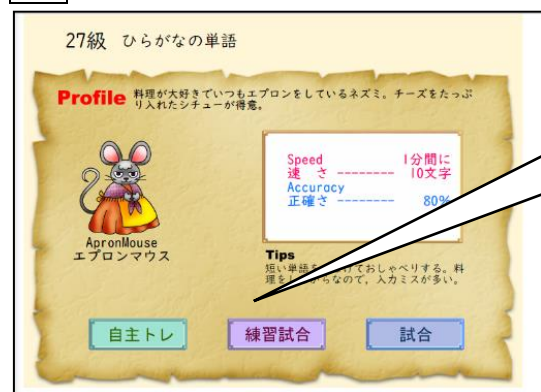 27級 ひらがなの単語
Profile 料理が大好きでいつもエプロンをしているネズミ。チーズをたっぷ
り入れたシチューが得意。
Speed 1分間に
速 さ -------- 10文字
Accuracy
正確さ -------- 80%
ApronMouse
エプロンマウス
Tips
短い単語を けておしゃべりする。料
理をし らなので，入力ミスが多い。
自主トレ 練習試合 試合